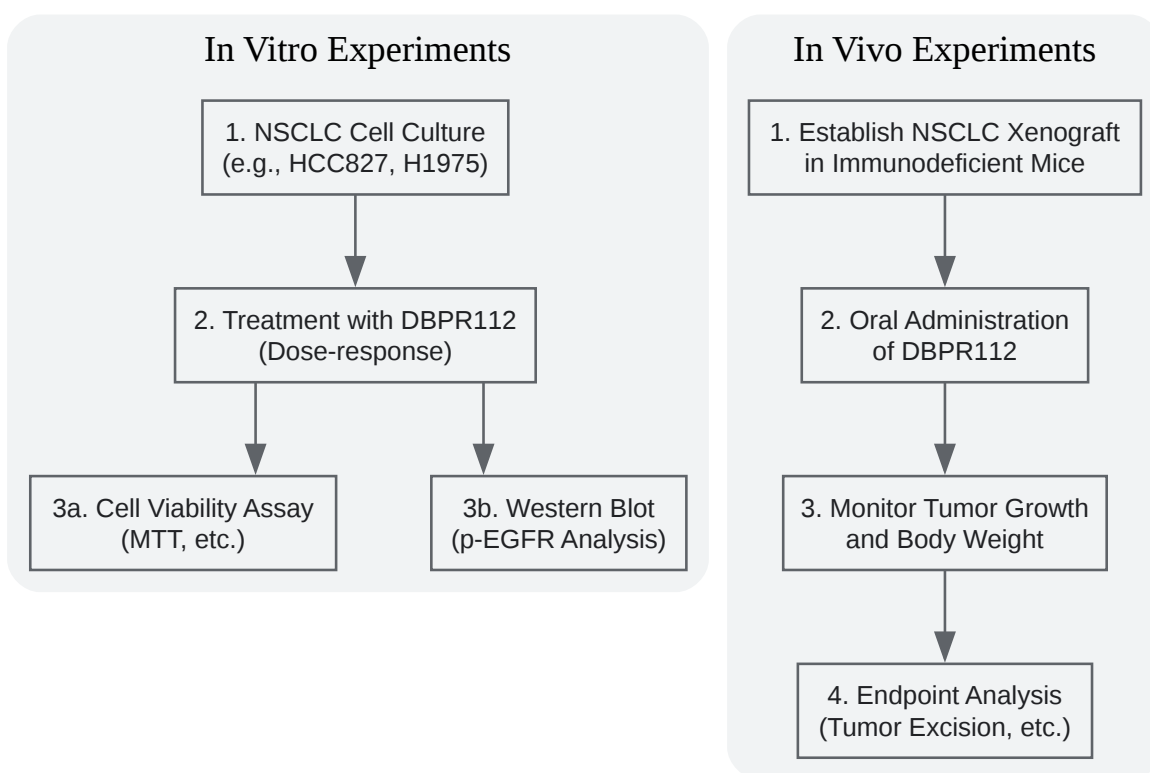 In Vitro Experiments
1. NSCLC Cell Culture
(e.g., HCC827, H1975)
2. Treatment with DBPR112
(Dose-response)
3a. Cell Viability Assay
(MTT, etc.)
3b. Western Blot
(p-EGFR Analysis)
In Vivo Experiments
1. Establish NSCLC Xenograft
in Immunodeficient Mice
2. Oral Administration
of DBPR112
3. Monitor Tumor Growth
and Body Weight
4. Endpoint Analysis
(Tumor Excision, etc.)